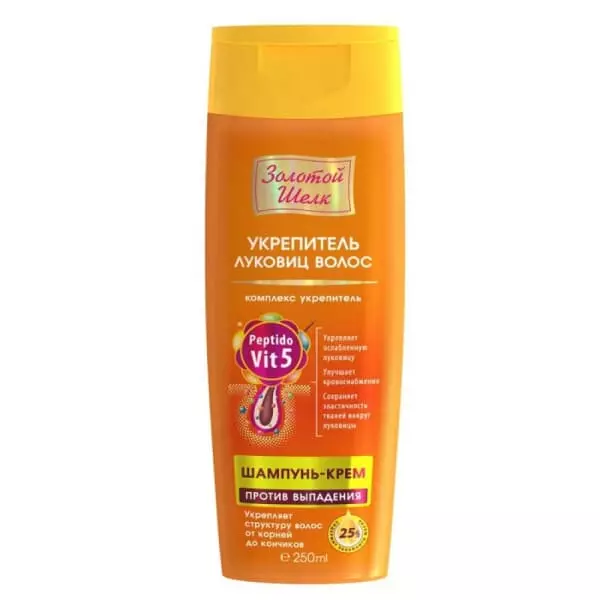 Золотой
Шелк
УКРЕПИТЕЛЬ
ЛУКОВИЦ ВОЛОС
комплекс укрепитель
Peptido
Vit 5
Укрепляет
ослабленную
луковицу
Улучшает
кровоснабжение
Сохраняет
эластичность
тканей вокруг
луковицы
ШАМПУНЬ-КРЕМ
ПРОТИВ ВЫПАДЕНИЯ
Укрепляет
структуру волос
от корней
до кончиков
25
℮ 250ml